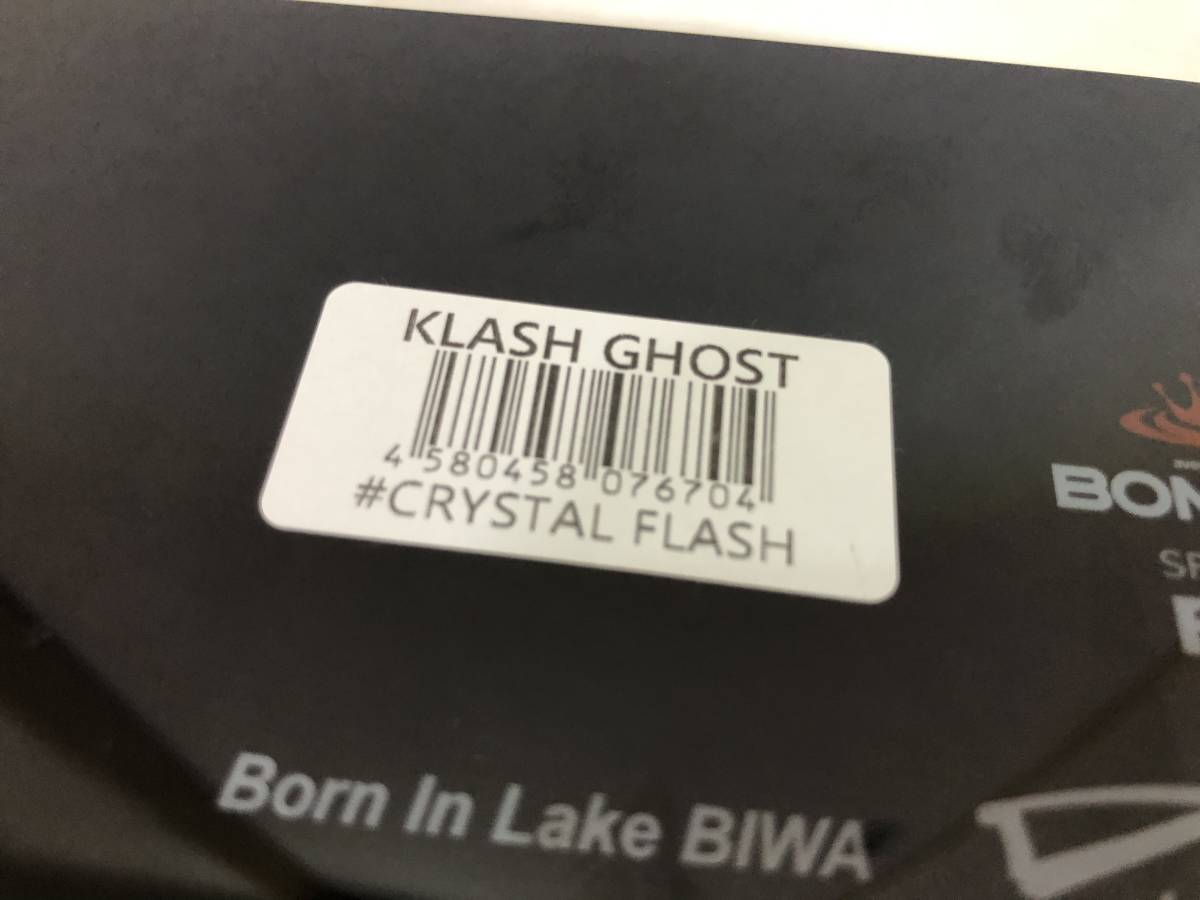 KLASH GHOST
4 580458 076704
#CRYSTAL FLASH
Born In Lake BIWA